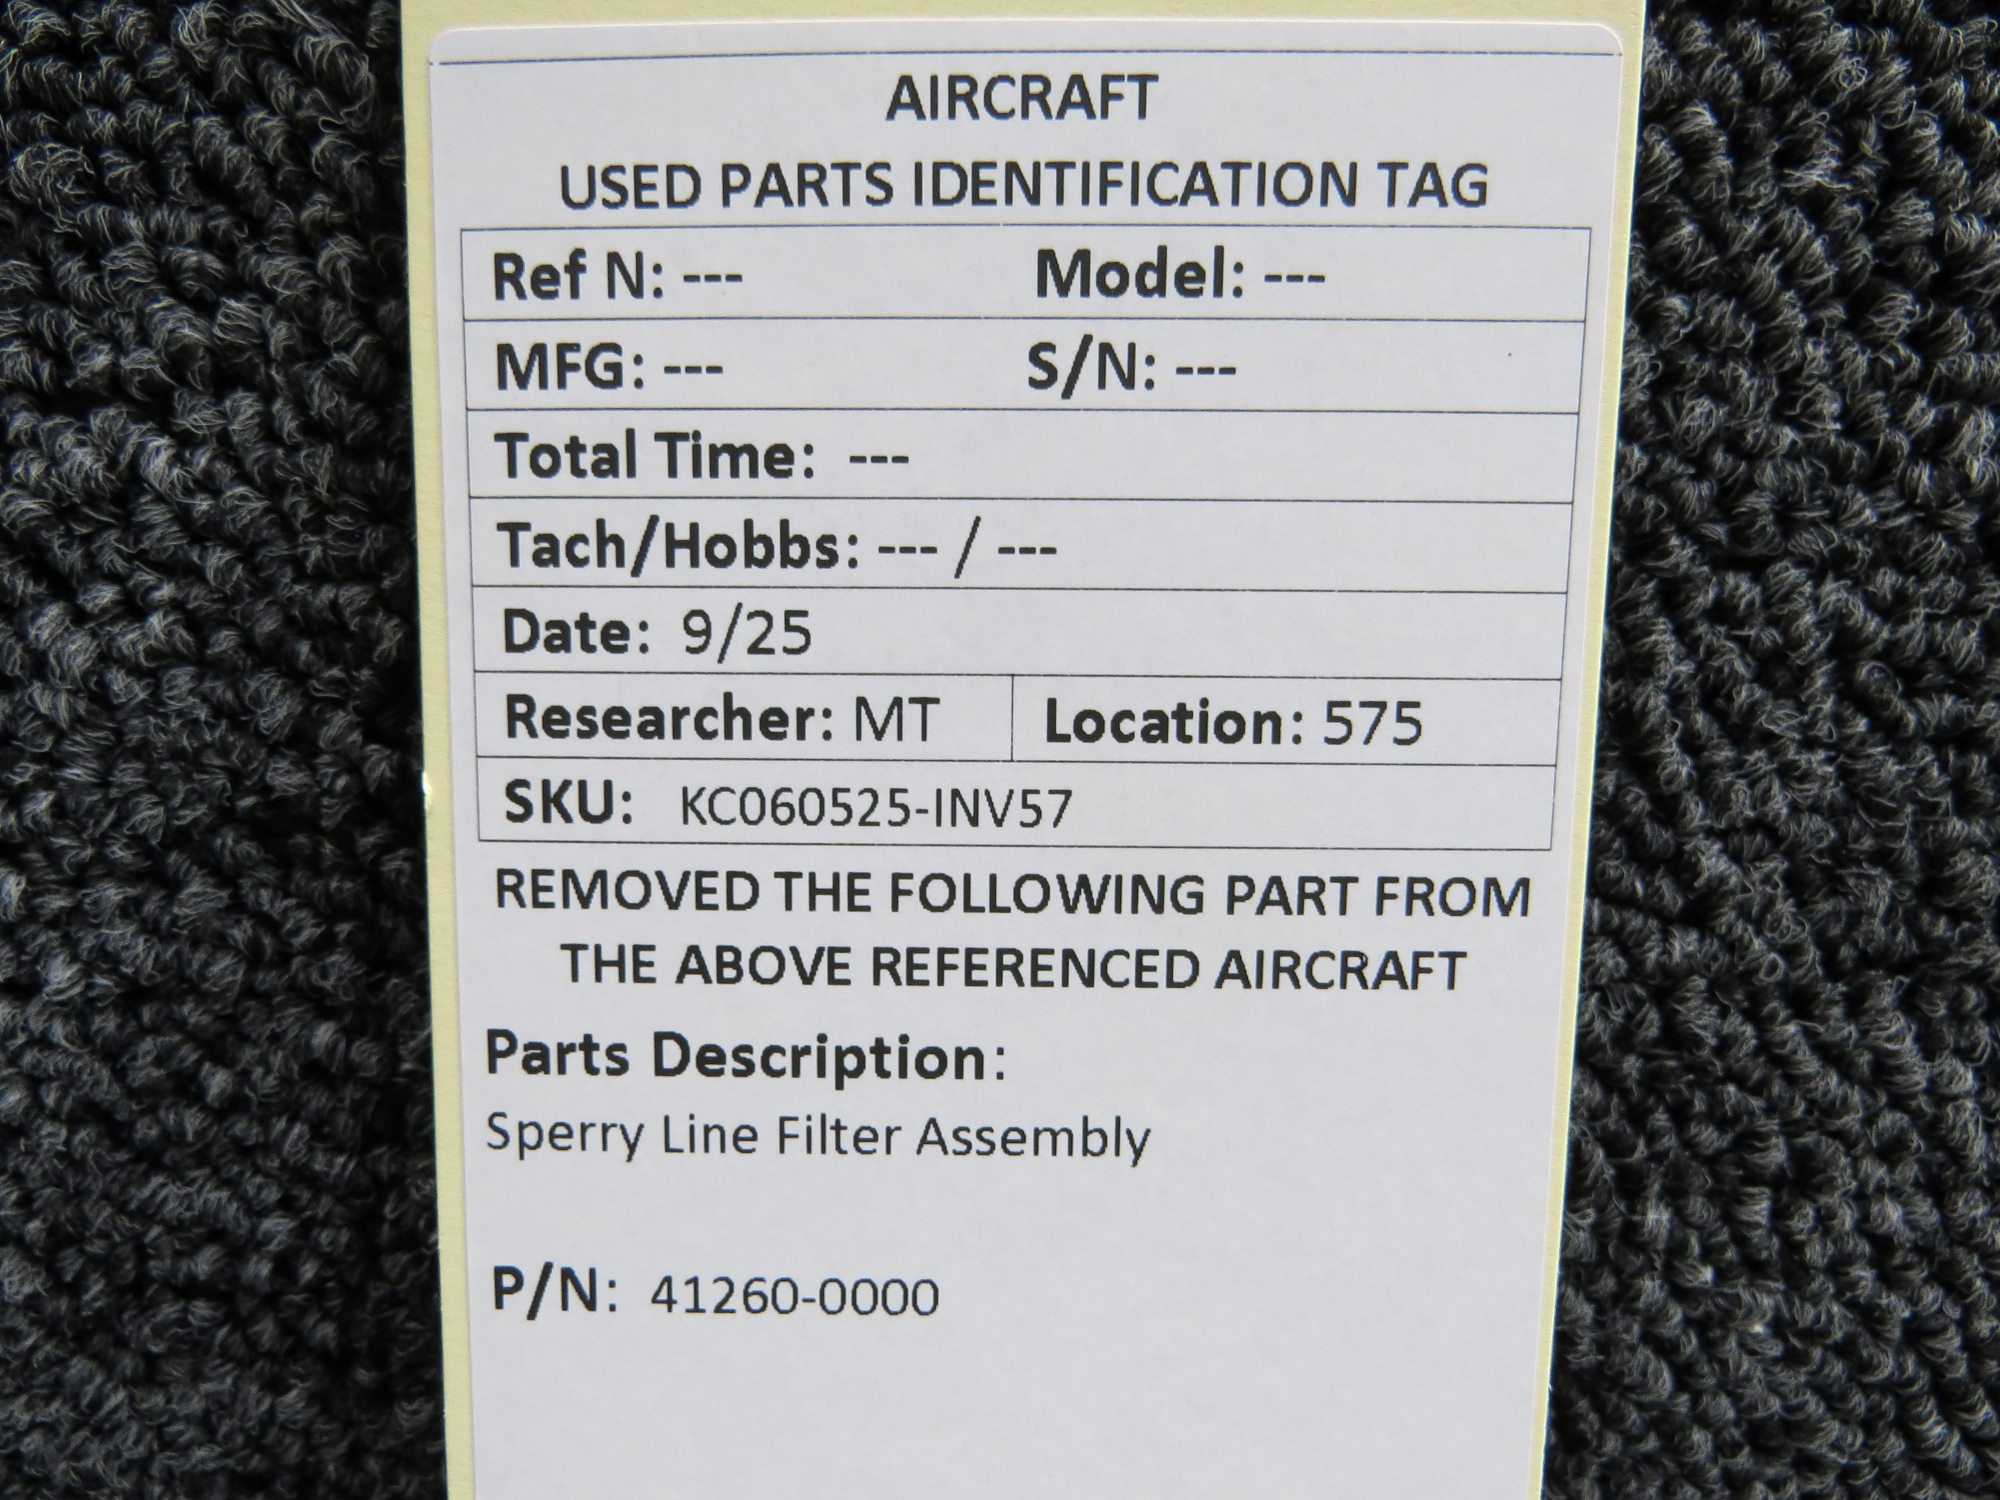 AIRCRAFT
USED PARTS IDENTIFICATION TAG
Ref N: --- Model: ---
MFG: --- S/N: ---
Total Time: ---
Tach/Hobbs: --- / ---
Date: 9/25
Researcher: MT Location: 575
SKU: KC060525-INV57
REMOVED THE FOLLOWING PART FROM
THE ABOVE REFERENCED AIRCRAFT
Parts Description:
Sperry Line Filter Assembly
P/N: 41260-0000